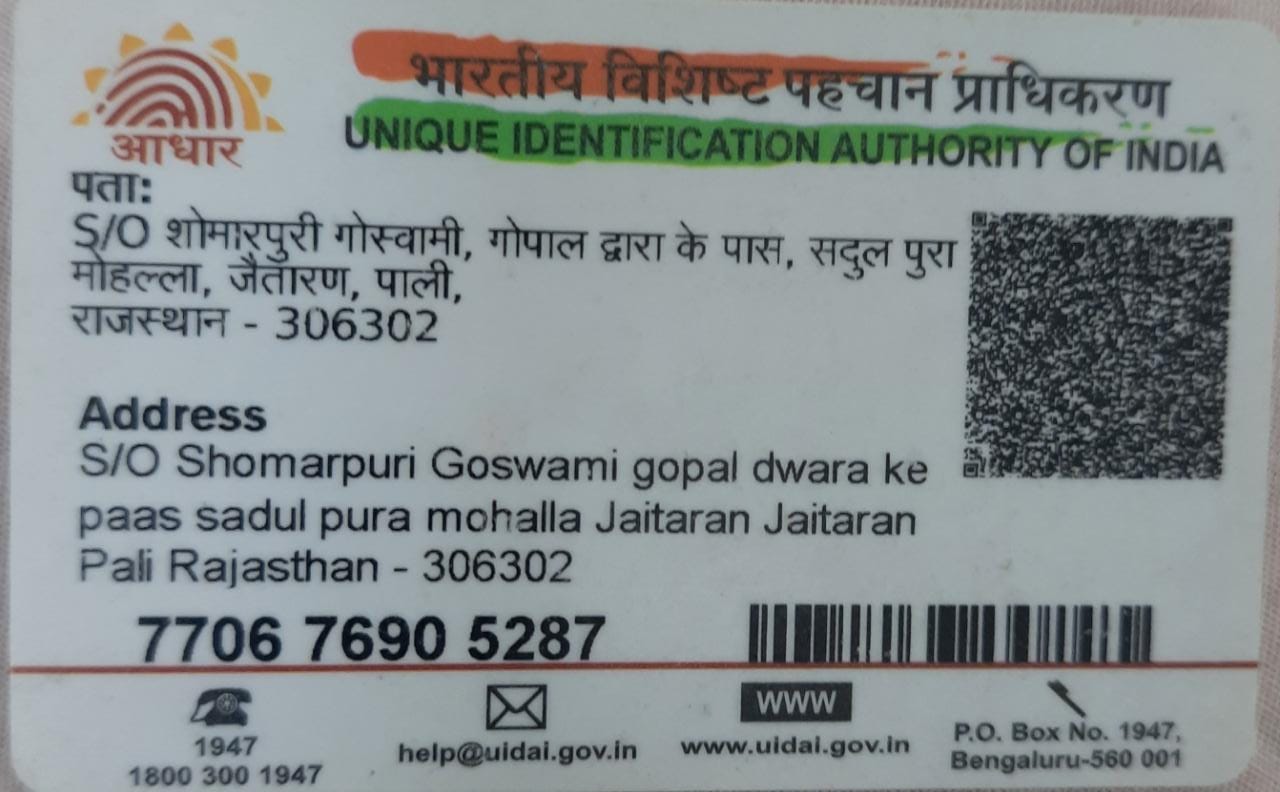 आधार
भारतीय विशिष्ट पहचान प्राधिकरण
UNIQUE IDENTIFICATION AUTHORITY OF INDIA
पता:
S/O शोमारपुरी गोस्वामी, गोपाल द्वारा के पास, सदुल पुरा
मोहल्ला, जैतारण, पाली,
राजस्थान - 306302
Address
S/O Shomarpuri Goswami gopal dwara ke
paas sadul pura mohalla Jaitaran Jaitaran
Pali Rajasthan - 306302
7706 7690 5287
1947
1800 300 1947
help@uidai.gov.in
WWW
www.uidai.gov.in
P.O. Box No. 1947,
Bengaluru-560 001